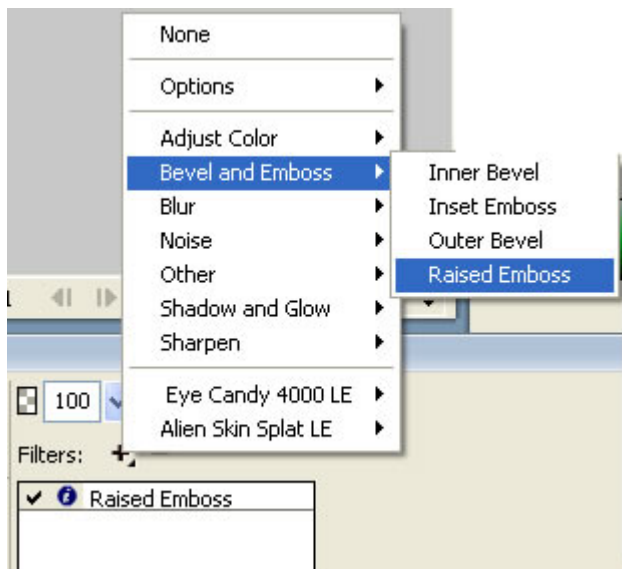 None
Options
Adjust Color
Bevel and Emboss
Inner Bevel
Blur
Inset Emboss
Noise
Outer Bevel
Other
Raised Emboss
Shadow and Glow
Sharpen
100
Eye Candy 4000 LE
Alien Skin Splat LE
Filters:
Raised Emboss